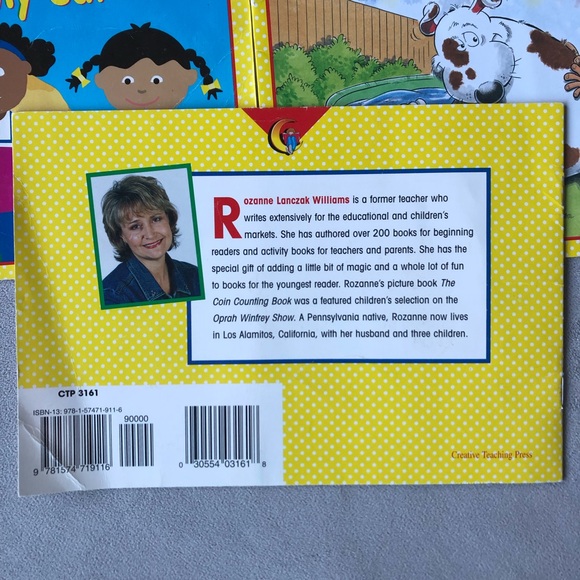 Rozanne Lanczak Williams is a former teacher who
writes extensively for the educational and children's
markets. She has authored over 200 books for beginning
readers and activity books for teachers and parents. She has the
special gift of adding a little bit of magic and a whole lot of fun
to books for the youngest reader. Rozanne's picture book The
Coin Counting Book was a featured children's selection on the
Oprah Winfrey Show. A Pennsylvania native, Rozanne now lives
in Los Alamitos, California, with her husband and three children.
CTP 3161
ISBN-13: 978-1-57471-911-6
90000
9 781574 719116
0 30554 03161 8
Creative Teaching Press